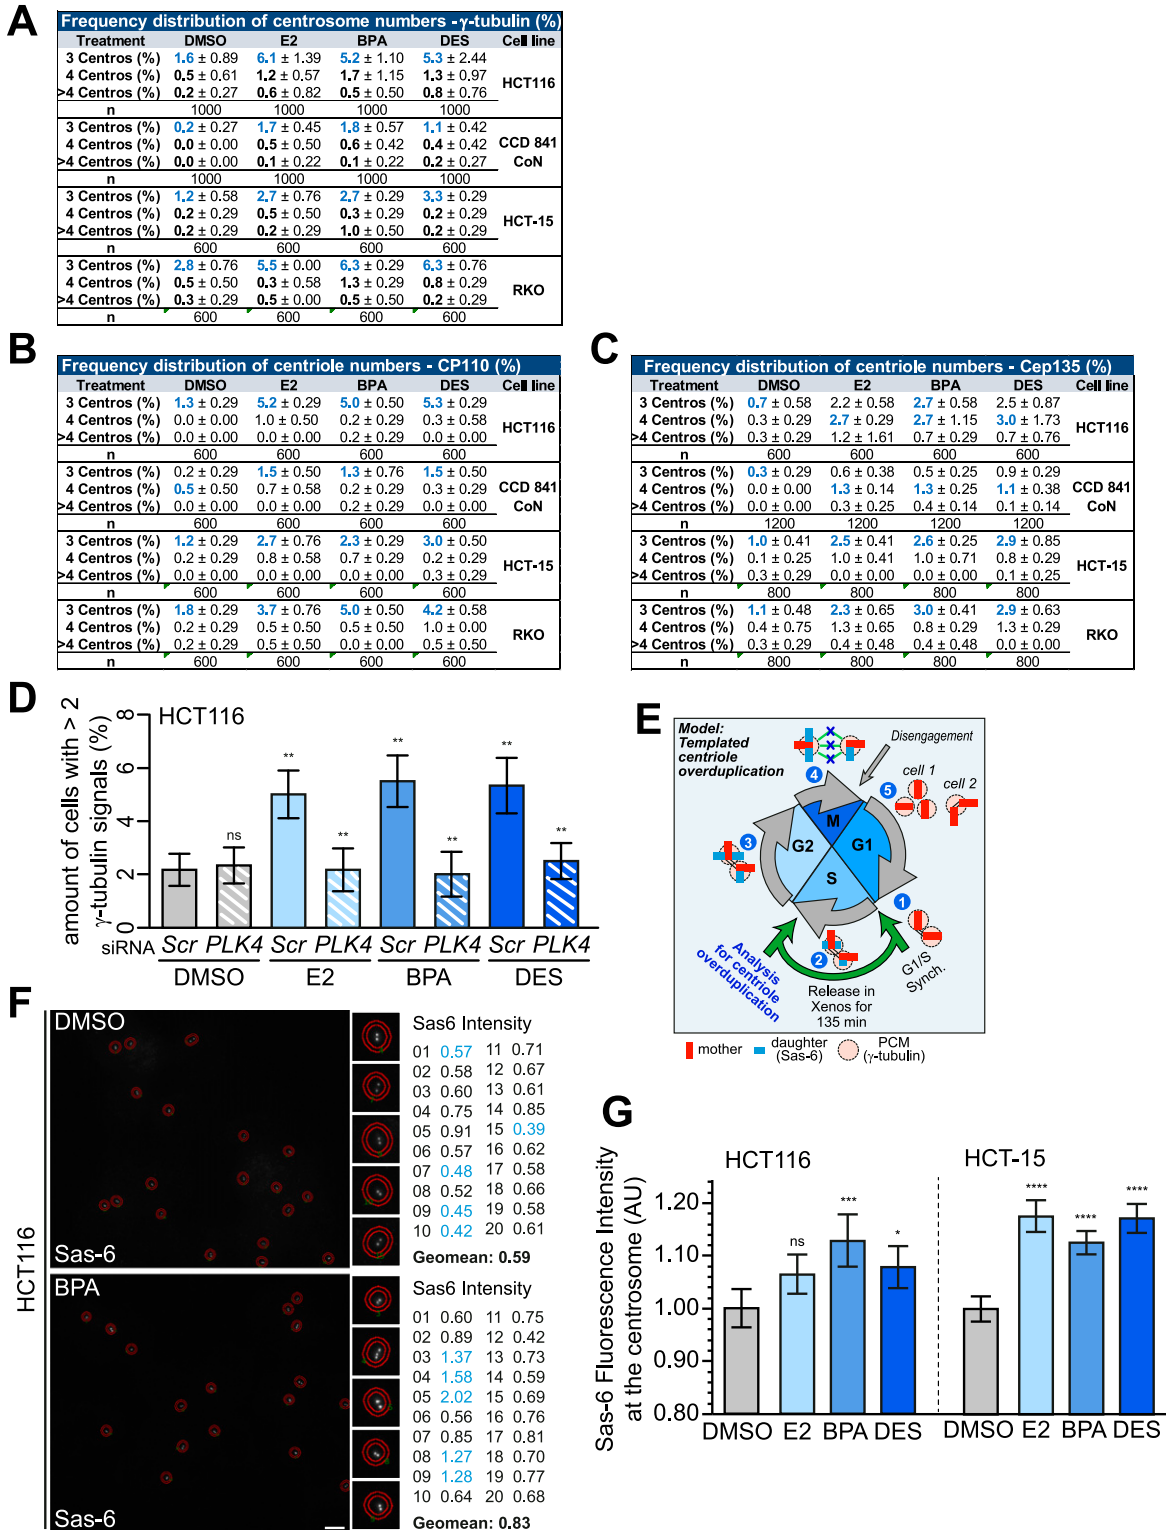 A
Frequency distribution of centrosome numbers - γ-tubulin (%)
Treatment DMSO E2 BPA DES Cell line
3 Centros (%) 1.6 ± 0.89 6.1 ± 1.39 5.2 ± 1.10 5.3 ± 2.44
4 Centros (%) 0.5 ± 0.61 1.2 ± 0.57 1.7 ± 1.15 1.3 ± 0.97 HCT116
>4 Centros (%) 0.2 ± 0.27 0.6 ± 0.82 0.5 ± 0.50 0.8 ± 0.76
n 1000 1000 1000 1000
3 Centros (%) 0.2 ± 0.27 1.7 ± 0.45 1.8 ± 0.57 1.1 ± 0.42
4 Centros (%) 0.0 ± 0.00 0.5 ± 0.50 0.6 ± 0.42 0.4 ± 0.42 CCD 841
>4 Centros (%) 0.0 ± 0.00 0.1 ± 0.22 0.1 ± 0.22 0.2 ± 0.27 CoN
n 1000 1000 1000 1000
3 Centros (%) 1.2 ± 0.58 2.7 ± 0.76 2.7 ± 0.29 3.3 ± 0.29
4 Centros (%) 0.2 ± 0.29 0.5 ± 0.50 0.3 ± 0.29 0.2 ± 0.29 HCT-15
>4 Centros (%) 0.2 ± 0.29 0.2 ± 0.29 1.0 ± 0.50 0.2 ± 0.29
n 600 600 600 600
3 Centros (%) 2.8 ± 0.76 5.5 ± 0.00 6.3 ± 0.29 6.3 ± 0.76
4 Centros (%) 0.5 ± 0.50 0.3 ± 0.58 1.3 ± 0.29 0.8 ± 0.29 RKO
>4 Centros (%) 0.3 ± 0.29 0.5 ± 0.00 0.5 ± 0.50 0.2 ± 0.29
n 600 600 600 600
B
Frequency distribution of centriole numbers - CP110 (%)
Treatment DMSO E2 BPA DES Cell line
3 Centros (%) 1.3 ± 0.29 5.2 ± 0.29 5.0 ± 0.50 5.3 ± 0.29
4 Centros (%) 0.0 ± 0.00 1.0 ± 0.50 0.2 ± 0.29 0.3 ± 0.58 HCT116
>4 Centros (%) 0.0 ± 0.00 0.0 ± 0.00 0.2 ± 0.29 0.0 ± 0.00
n 600 600 600 600
3 Centros (%) 0.2 ± 0.29 1.5 ± 0.50 1.3 ± 0.76 1.5 ± 0.50
4 Centros (%) 0.5 ± 0.50 0.7 ± 0.58 0.2 ± 0.29 0.3 ± 0.29 CCD 841
>4 Centros (%) 0.0 ± 0.00 0.0 ± 0.00 0.2 ± 0.29 0.0 ± 0.00 CoN
n 600 600 600 600
3 Centros (%) 1.2 ± 0.29 2.7 ± 0.76 2.3 ± 0.29 3.0 ± 0.50
4 Centros (%) 0.2 ± 0.29 0.8 ± 0.58 0.7 ± 0.29 0.2 ± 0.29 HCT-15
>4 Centros (%) 0.0 ± 0.00 0.0 ± 0.00 0.0 ± 0.00 0.3 ± 0.29
n 600 600 600 600
3 Centros (%) 1.8 ± 0.29 3.7 ± 0.76 5.0 ± 0.50 4.2 ± 0.58
4 Centros (%) 0.2 ± 0.29 0.5 ± 0.50 0.5 ± 0.50 1.0 ± 0.00 RKO
>4 Centros (%) 0.2 ± 0.29 0.5 ± 0.50 0.0 ± 0.00 0.5 ± 0.50
n 600 600 600 600
C
Frequency distribution of centriole numbers - Cep135 (%)
Treatment DMSO E2 BPA DES Cell line
3 Centros (%) 0.7 ± 0.58 2.2 ± 0.58 2.7 ± 0.58 2.5 ± 0.87
4 Centros (%) 0.3 ± 0.29 2.7 ± 0.29 2.7 ± 1.15 3.0 ± 1.73 HCT116
>4 Centros (%) 0.3 ± 0.29 1.2 ± 1.61 0.7 ± 0.29 0.7 ± 0.76
n 600 600 600 600
3 Centros (%) 0.3 ± 0.29 0.6 ± 0.38 0.5 ± 0.25 0.9 ± 0.29
4 Centros (%) 0.0 ± 0.00 1.3 ± 0.14 1.3 ± 0.25 1.1 ± 0.38 CCD 841
>4 Centros (%) 0.0 ± 0.00 0.3 ± 0.25 0.4 ± 0.14 0.1 ± 0.14 CoN
n 1200 1200 1200 1200
3 Centros (%) 1.0 ± 0.41 2.5 ± 0.41 2.6 ± 0.25 2.9 ± 0.85
4 Centros (%) 0.1 ± 0.25 1.0 ± 0.41 1.0 ± 0.71 0.8 ± 0.29 HCT-15
>4 Centros (%) 0.3 ± 0.29 0.0 ± 0.00 0.0 ± 0.00 0.1 ± 0.25
n 800 800 800 800
3 Centros (%) 1.1 ± 0.48 2.3 ± 0.65 3.0 ± 0.41 2.9 ± 0.63
4 Centros (%) 0.4 ± 0.75 1.3 ± 0.65 0.8 ± 0.29 1.3 ± 0.29 RKO
>4 Centros (%) 0.3 ± 0.29 0.4 ± 0.48 0.4 ± 0.48 0.0 ± 0.00
n 800 800 800 800
D
HCT116
amount of cells with > 2
γ-tubulin signals (%)
8
6
4
2
0
ns ** ** ** ** ** **
siRNA Scr PLK4 Scr PLK4 Scr PLK4 Scr PLK4
DMSO E2 BPA DES
E
Model:
Templated
centriole
overduplication
Disengagement
cell 1
cell 2
4
5
M
G2 G1
3
S
1
2
G1/S
Synch.
Analysis
for centriole
overduplication
Release in
Xenos for
135 min
mother
daughter
(Sas-6)
PCM
(γ-tubulin)
F
HCT116
DMSO
Sas-6
Sas6 Intensity
01 0.57 11 0.71
02 0.58 12 0.67
03 0.60 13 0.61
04 0.75 14 0.85
05 0.91 15 0.39
06 0.57 16 0.62
07 0.48 17 0.58
08 0.52 18 0.66
09 0.45 19 0.58
10 0.42 20 0.61
Geomean: 0.59
BPA
Sas-6
Sas6 Intensity
01 0.60 11 0.75
02 0.89 12 0.42
03 1.37 13 0.73
04 1.58 14 0.59
05 2.02 15 0.69
06 0.56 16 0.76
07 0.85 17 0.81
08 1.27 18 0.70
09 1.28 19 0.77
10 0.64 20 0.68
Geomean: 0.83
G
HCT116 HCT-15
Sas-6 Fluorescence Intensity
at the centrosome (AU)
1.20
1.10
1.00
0.90
0.80
ns *** * **** **** ****
DMSO E2 BPA DES DMSO E2 BPA DES